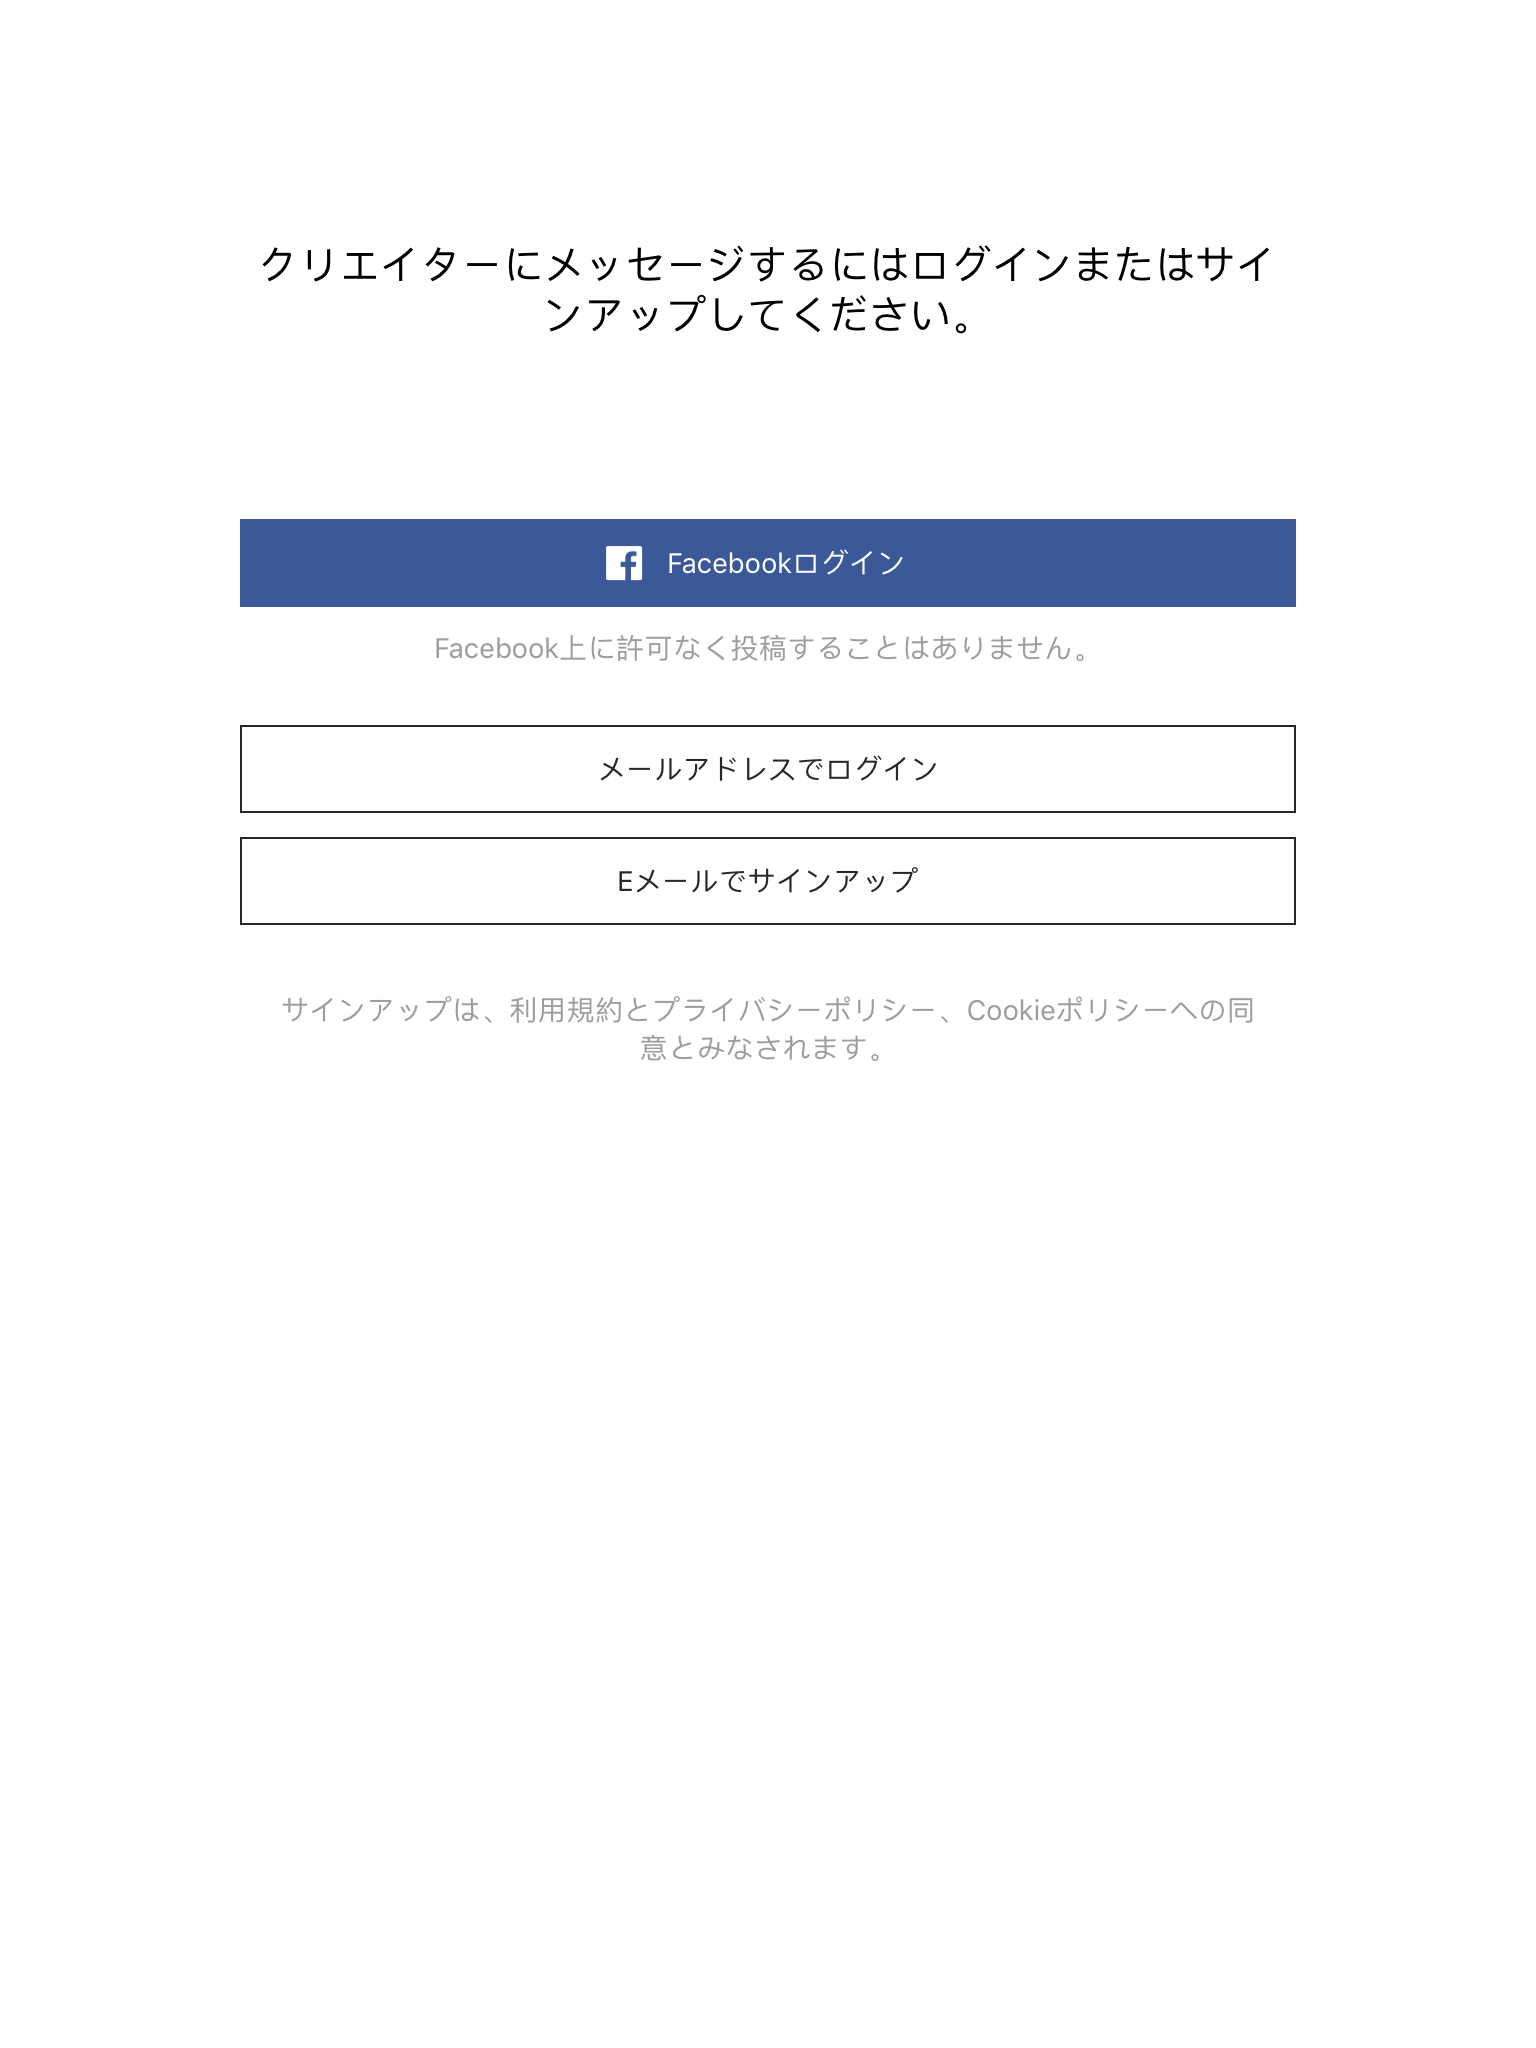 クリエイターにメッセージするにはログインまたはサイ
ンアップしてください。
Facebookログイン
Facebook上に許可なく投稿することはありません。
メールアドレスでログイン
Eメールでサインアップ
サインアップは、利用規約とプライバシーポリシー、Cookieポリシーへの同
意とみなされます。